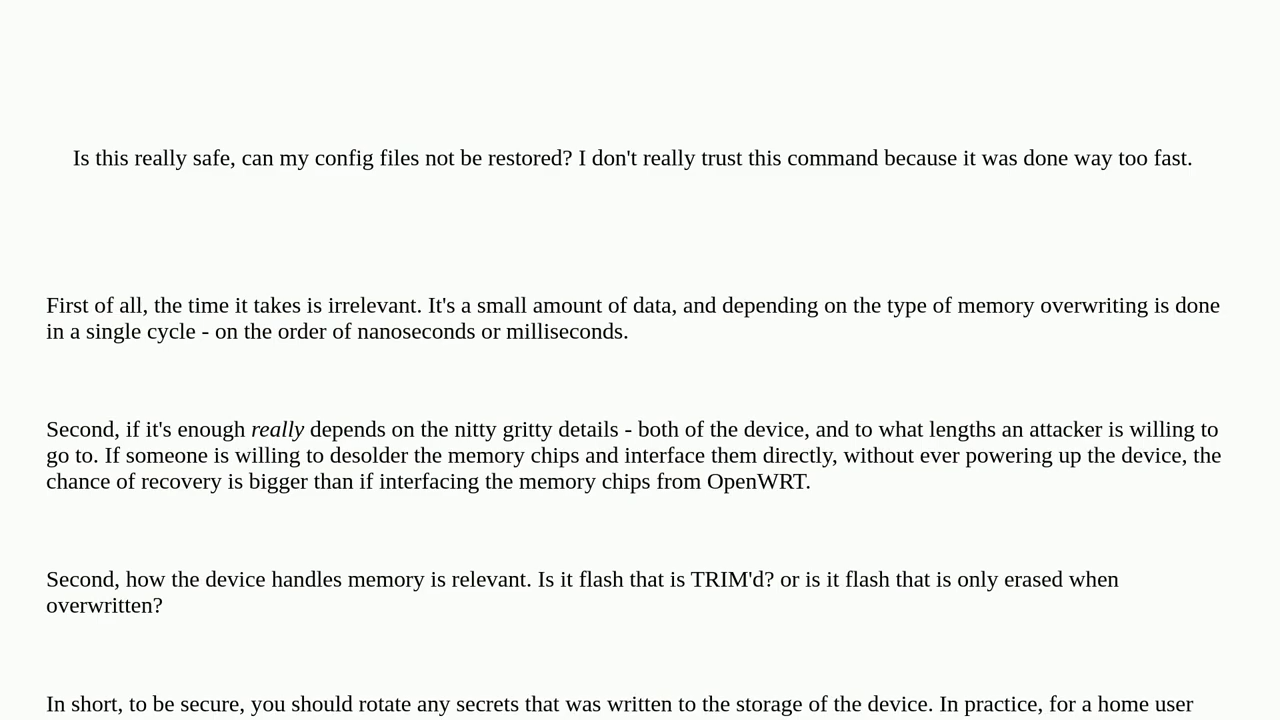 Is this really safe, can my config files not be restored? I don't really trust this command because it was done way too fast.
First of all, the time it takes is irrelevant. It's a small amount of data, and depending on the type of memory overwriting is done
in a single cycle - on the order of nanoseconds or milliseconds.
Second, if it's enough really depends on the nitty gritty details - both of the device, and to what lengths an attacker is willing to
go to. If someone is willing to desolder the memory chips and interface them directly, without ever powering up the device, the
chance of recovery is bigger than if interfacing the memory chips from OpenWRT.
Second, how the device handles memory is relevant. Is it flash that is TRIM'd? or is it flash that is only erased when
overwritten?
In short, to be secure, you should rotate any secrets that was written to the storage of the device. In practice, for a home user